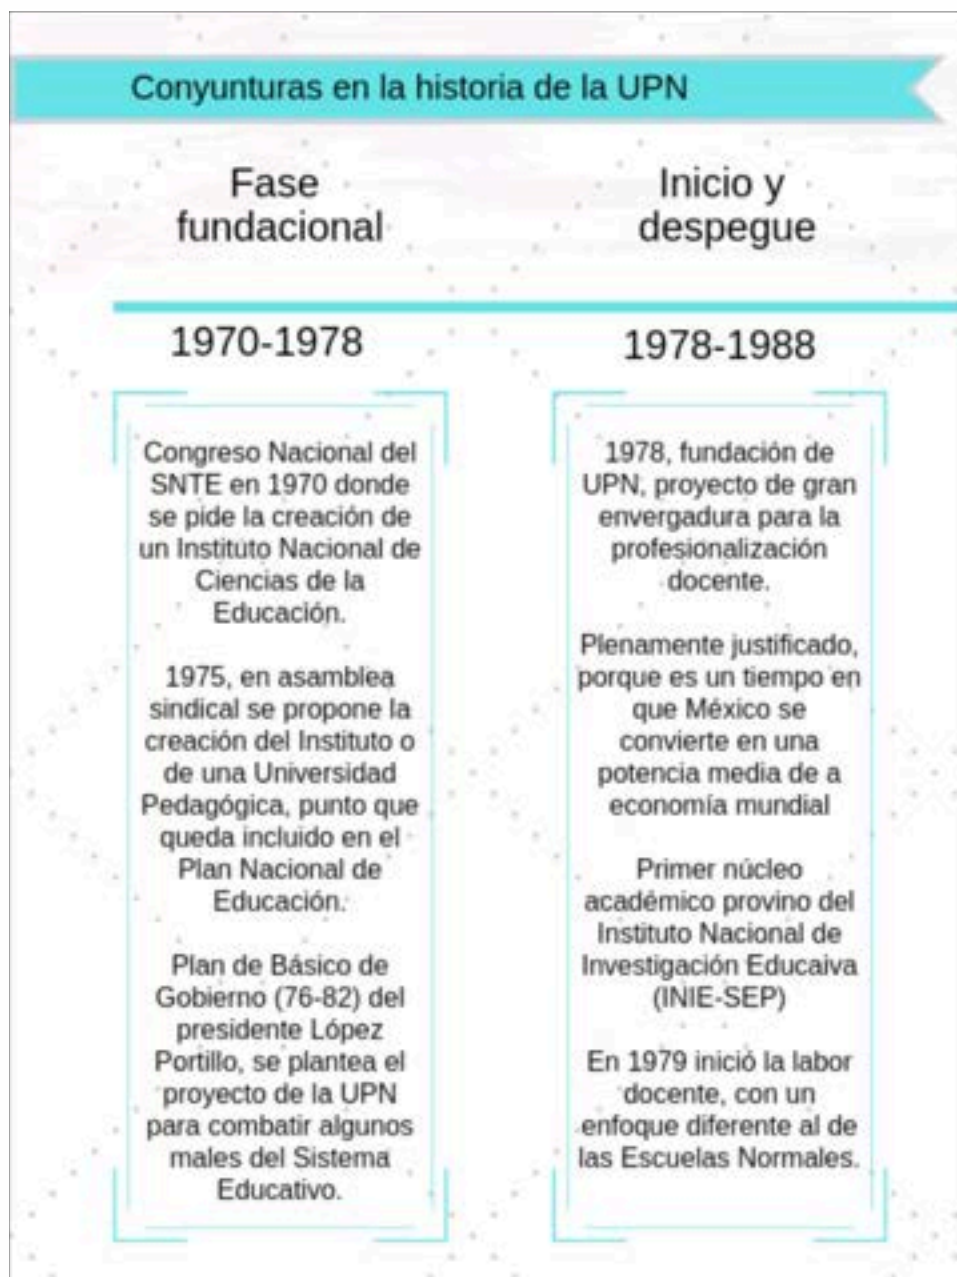 Conyunturas en la historia de la UPN
Fase
fundacional
1970-1978
Congreso Nacional del
SNTE en 1970 donde
se pide la creación de
un Instituto Nacional de
Ciencias de la
Educación.
1975, en asamblea
sindical se propone la
creación del Instituto o
de una Universidad
Pedagógica, punto que
queda incluido en el
Plan Nacional de
Educación.
Plan de Básico de
Gobierno (76-82) del
presidente López
Portillo, se plantea el
proyecto de la UPN
para combatir algunos
males del Sistema
Educativo.
Inicio y
despegue
1978-1988
1978, fundación de
UPN, proyecto de gran
envergadura para la
profesionalización
docente.
Plenamente justificado,
porque es un tiempo en
que México se
convierte en una
potencia media de a
economía mundial
Primer núcleo
académico provino del
Instituto Nacional de
Investigación Educaiva
(INIE-SEP)
En 1979 inició la labor
docente, con un
enfoque diferente al de
las Escuelas Normales.